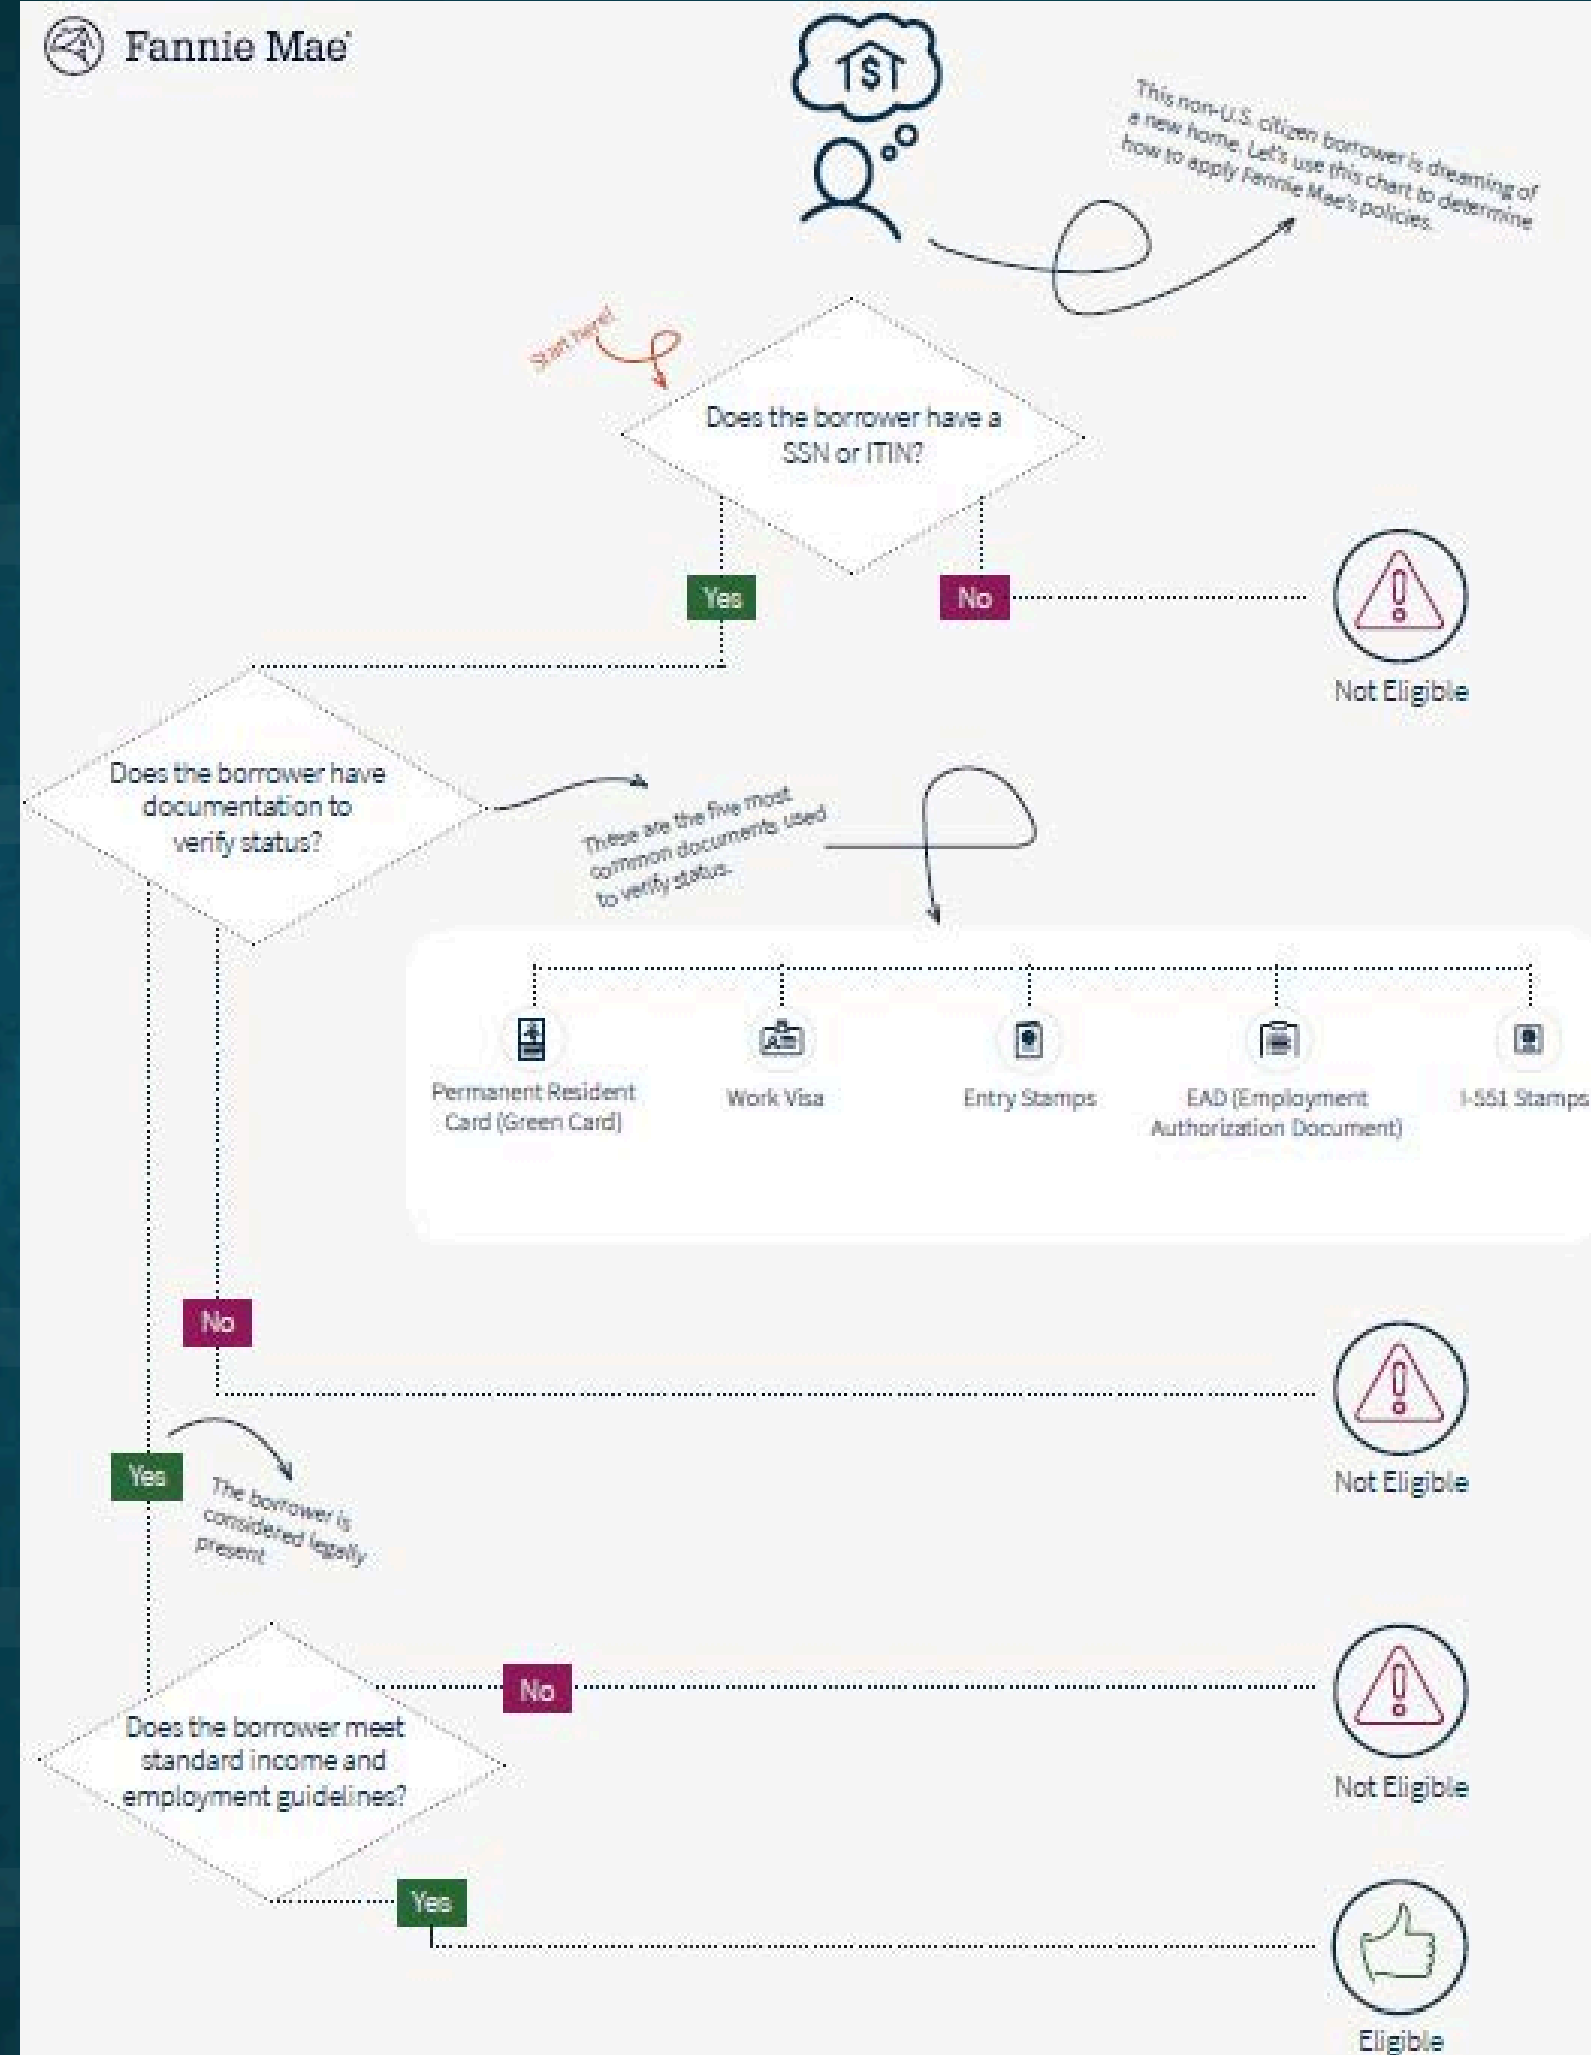 Fannie Mae®
$
This non-U.S. citizen borrower is dreaming of
a new home. Let's use this chart to determine
how to apply Fannie Mae's policies.
Start here!
Does the borrower have a
SSN or ITIN?
Yes
No
Not Eligible
Does the borrower have
documentation to
verify status?
These are the five most
common documents used
to verify status.
Permanent Resident
Card (Green Card)
Work Visa
Entry Stamps
EAD (Employment
Authorization Document)
I-551 Stamps
No
Not Eligible
Yes
The borrower is
considered legally
present
No
Not Eligible
Does the borrower meet
standard income and
employment guidelines?
Yes
Eligible